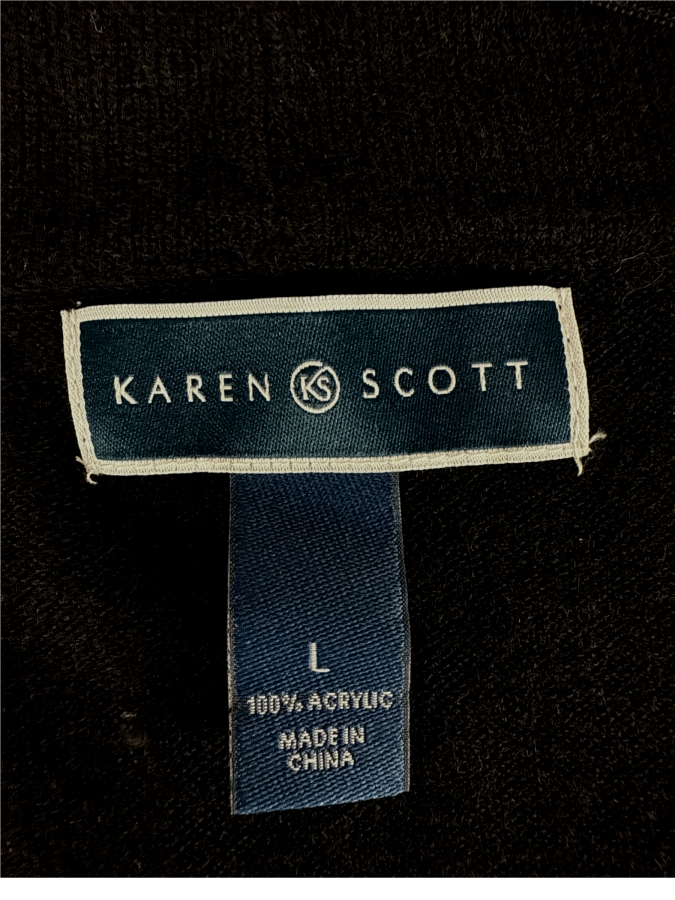 KAREN KS SCOTT
L
100% ACRYLIC
MADE IN
CHINA